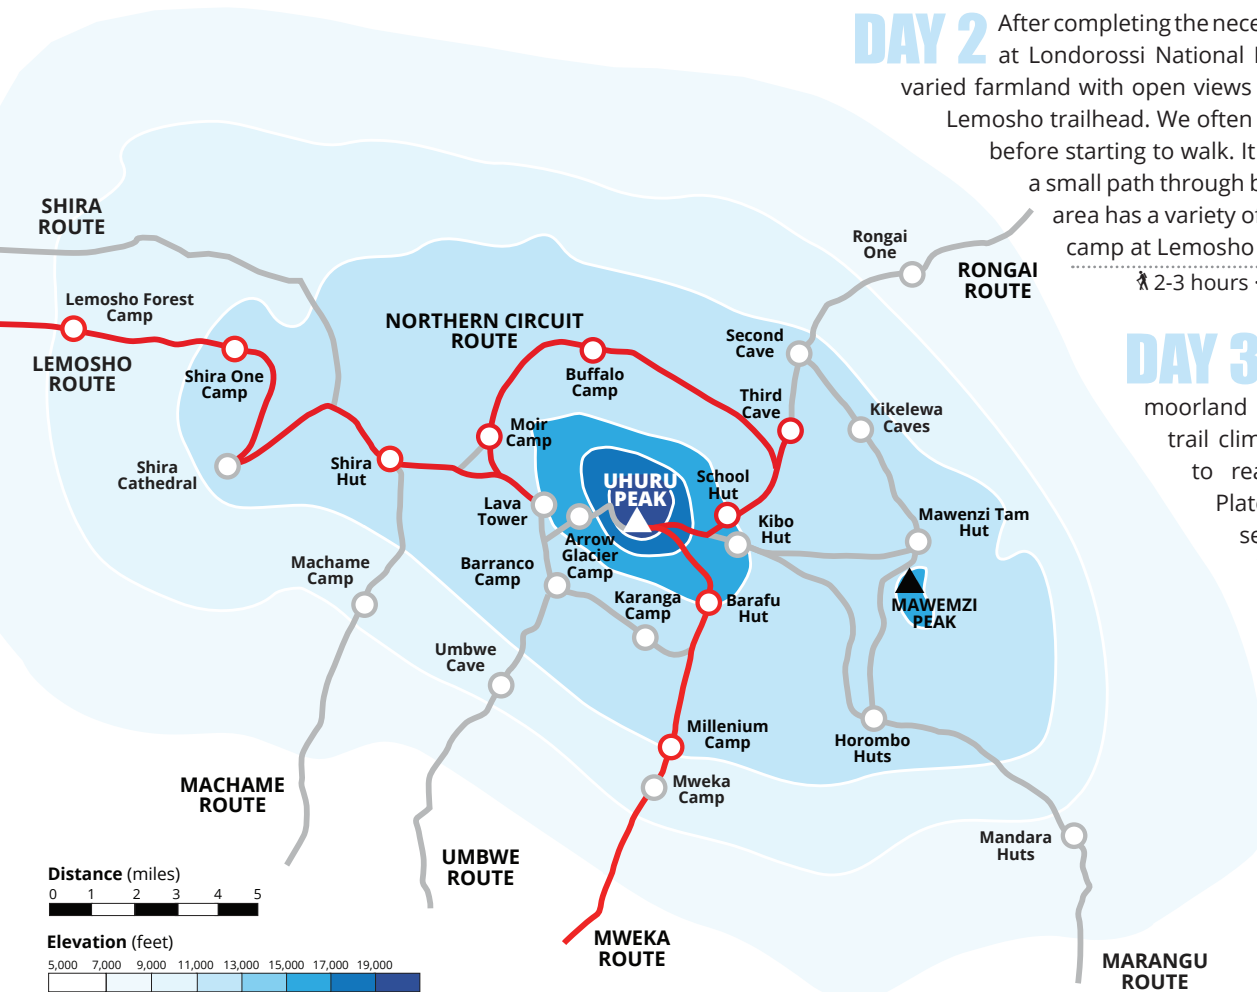 DAY 2
After completing the nece
at Londorossi National
varied farmland with open views
Lemosho trailhead. We often
before starting to walk. It
a small path through b
area has a variety of
camp at Lemosho
2-3 hours
DAY 3
moorland
trail clim
to rea
Plat
se
SHIRA
ROUTE
Lemosho Forest
Camp
LEMOSHO
ROUTE
Shira One
Camp
Shira
Cathedral
NORTHERN CIRCUIT
ROUTE
Buffalo
Camp
Moir
Camp
Shira
Hut
Lava
Tower
UHURU
PEAK
Arrow
Glacier
Camp
School
Hut
Kibo
Hut
Third
Cave
Second
Cave
Rongai
One
RONGAI
ROUTE
Kikelewa
Caves
Mawenzi Tarn
Hut
MAWEMZI
PEAK
Machame
Camp
Barranco
Camp
Karanga
Camp
Barafu
Hut
Umbwe
Cave
Millenium
Camp
Mweka
Camp
Horombo
Huts
Mandara
Huts
MACHAME
ROUTE
UMBWE
ROUTE
MWEKA
ROUTE
MARANGU
ROUTE
Distance (miles)
0 1 2 3 4 5
Elevation (feet)
5,000 7,000 9,000 11,000 13,000 15,000 17,000 19,000